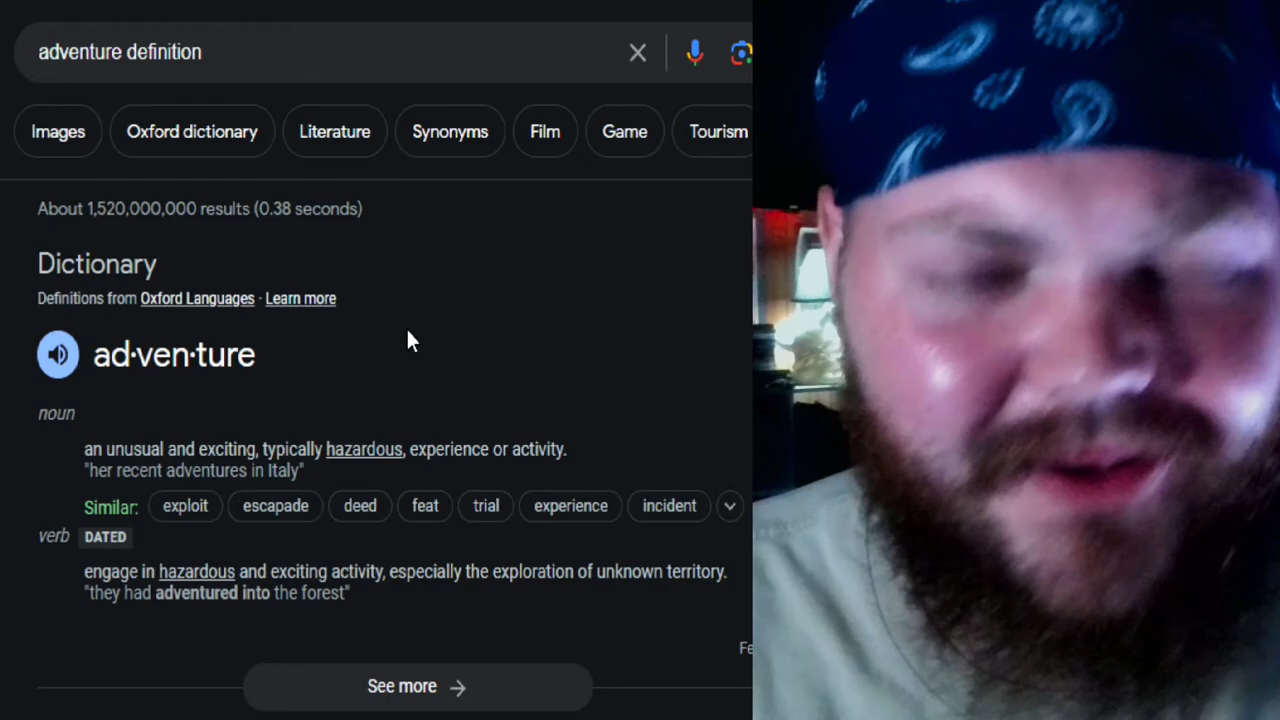 adventure definition
Images Oxford dictionary Literature Synonyms Film Game Tourism
About 1,520,000,000 results (0.38 seconds)
Dictionary
Definitions from Oxford Languages · Learn more
ad·ven·ture
noun
an unusual and exciting, typically hazardous, experience or activity.
"her recent adventures in Italy"
Similar: exploit escapade deed feat trial experience incident
verb DATED
engage in hazardous and exciting activity, especially the exploration of unknown territory.
"they had adventured into the forest"
Fe
See more